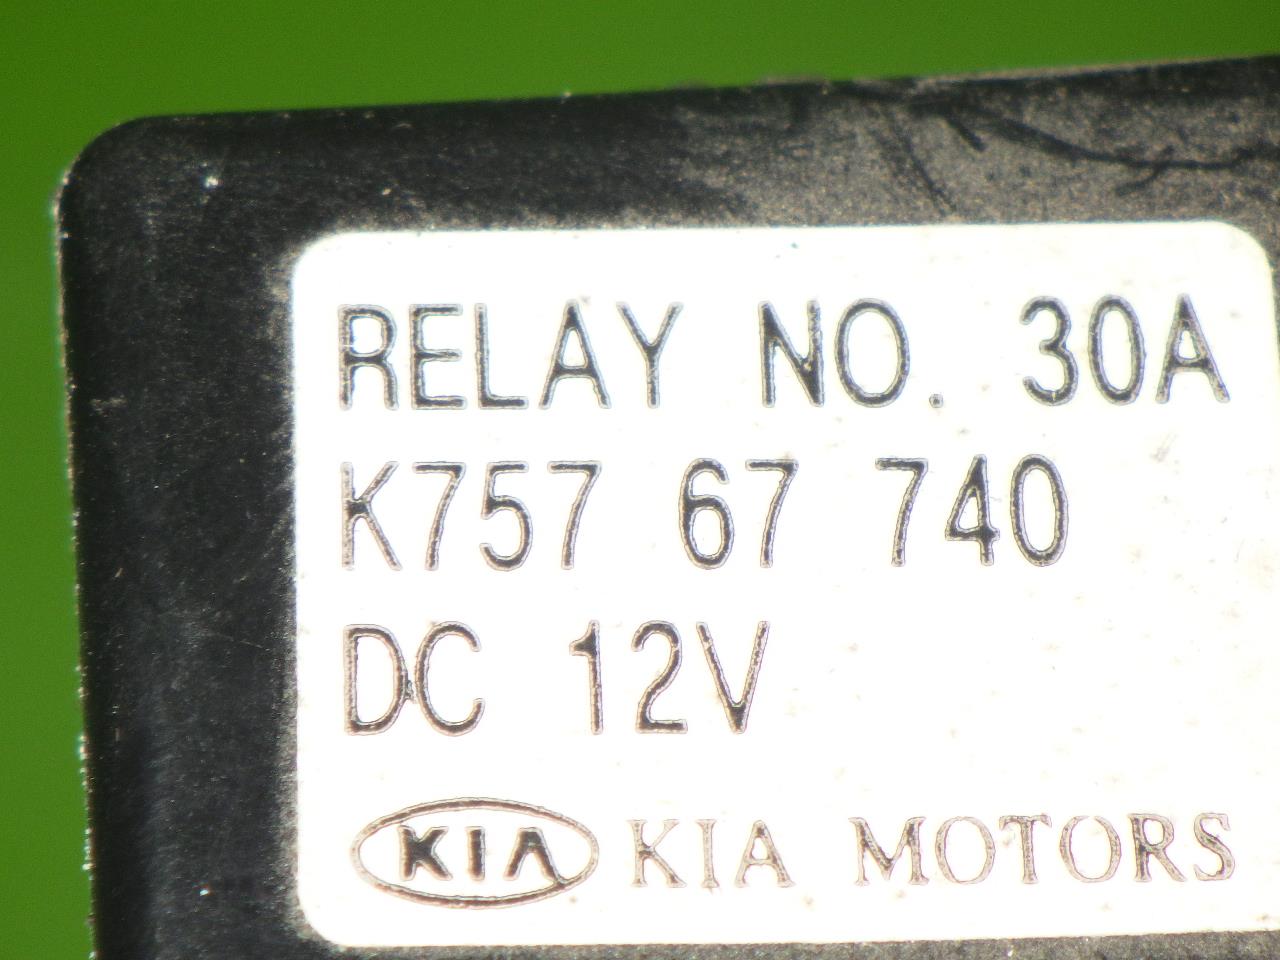 RELAY NO. 30A
K757 67 740
DC 12V
KIA KIA MOTORS